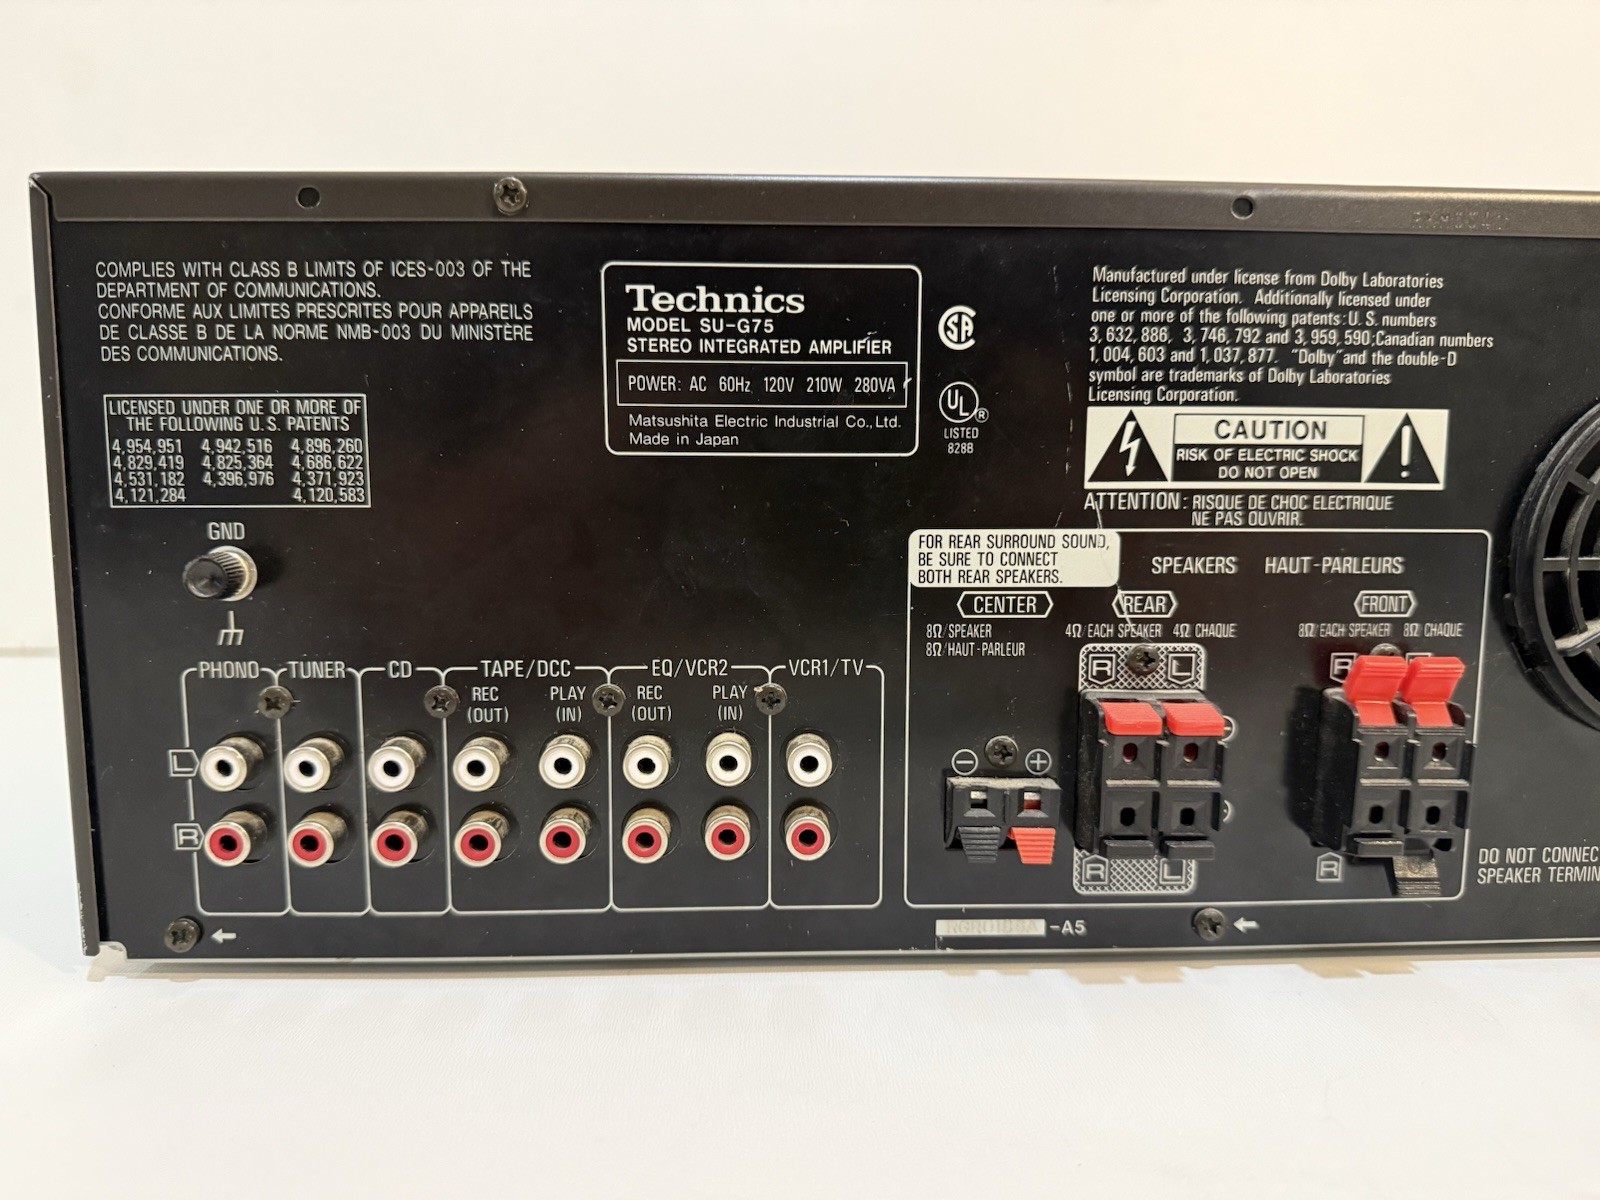 COMPLIES WITH CLASS B LIMITS OF ICES-003 OF THE
DEPARTMENT OF COMMUNICATIONS.
CONFORME AUX LIMITES PRESCRITES POUR APPAREILS
DE CLASSE B DE LA NORME NMB-003 DU MINISTÈRE
DES COMMUNICATIONS.
LICENSED UNDER ONE OR MORE OF
THE FOLLOWING U.S. PATENTS
4,954,951 4,942,516 4,896,260
4,829,419 4,825,364 4,686,622
4,531,182 4,396,976 4,371,923
4,121,284 4,120,583
GND
Technics
MODEL SU-G75
STEREO INTEGRATED AMPLIFIER
POWER: AC 60Hz 120V 210W 280VA
Matsushita Electric Industrial Co., Ltd.
Made in Japan
SA
UL ®
LISTED
828B
Manufactured under license from Dolby Laboratories
Licensing Corporation. Additionally licensed under
one or more of the following patents: U.S. numbers
3,632,886, 3,746,792 and 3,959,590; Canadian numbers
1,004,603 and 1,037,877. "Dolby" and the double-D
symbol are trademarks of Dolby Laboratories
Licensing Corporation.
CAUTION
RISK OF ELECTRIC SHOCK
DO NOT OPEN
ATTENTION: RISQUE DE CHOC ELECTRIQUE
NE PAS OUVRIR.
FOR REAR SURROUND SOUND,
BE SURE TO CONNECT
BOTH REAR SPEAKERS.
SPEAKERS HAUT-PARLEURS
CENTER REAR FRONT
8Ω/SPEAKER
8Ω/HAUT-PARLEUR
4Ω/EACH SPEAKER 4Ω CHAQUE
8Ω/EACH SPEAKER 8Ω CHAQUE
R L
R
− +
R L
R
PHONO TUNER CD TAPE/DCC EQ/VCR2 VCR1/TV
REC PLAY REC PLAY
(OUT) (IN) (OUT) (IN)
L
R
DO NOT CONNEC
SPEAKER TERMIN
-A5